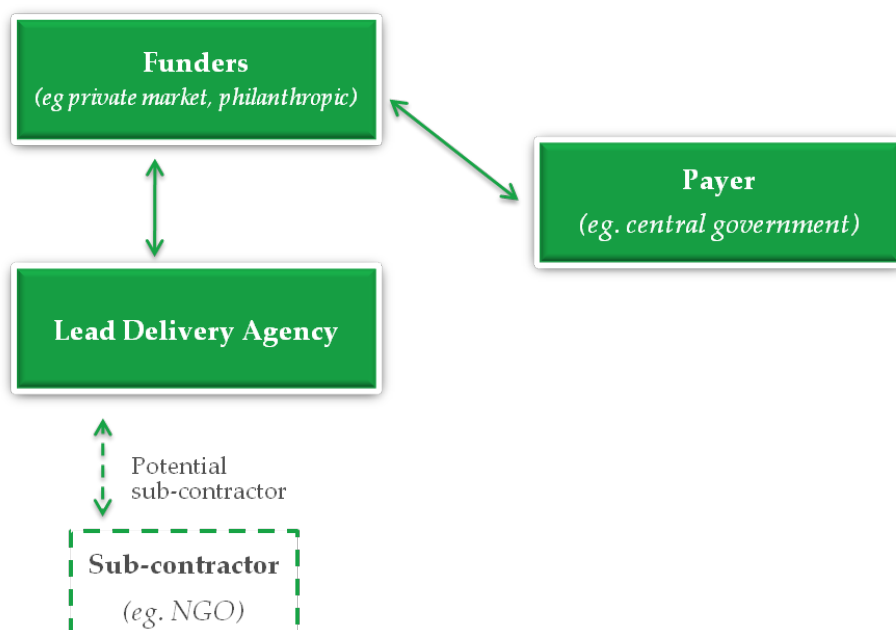 Funders
(eg private market, philanthropic)
Payer
(eg. central government)
Lead Delivery Agency
Potential
sub-contractor
Sub-contractor
(eg. NGO)